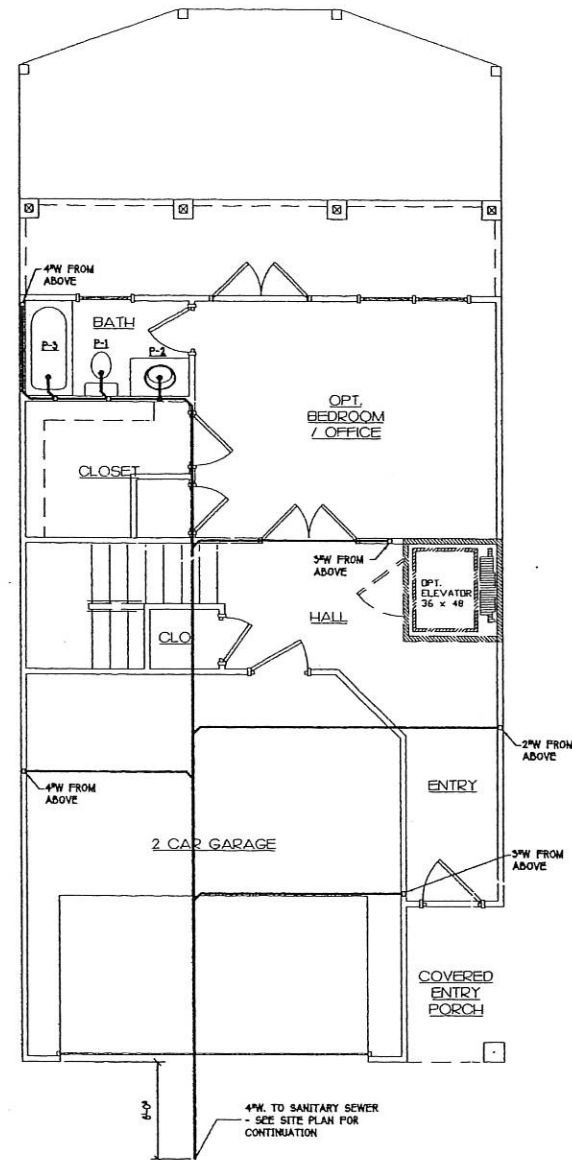 4"W FROM
ABOVE
BATH
P-3
P-1
P-2
OPT.
BEDROOM
/ OFFICE
CLOSET
3"W FROM
ABOVE
OPT.
ELEVATOR
36 x 48
HALL
CLO
2"W FROM
ABOVE
4"W FROM
ABOVE
ENTRY
2 CAR GARAGE
3"W FROM
ABOVE
COVERED
ENTRY
PORCH
4"W. TO SANITARY SEWER
- SEE SITE PLAN FOR
CONTINUATION